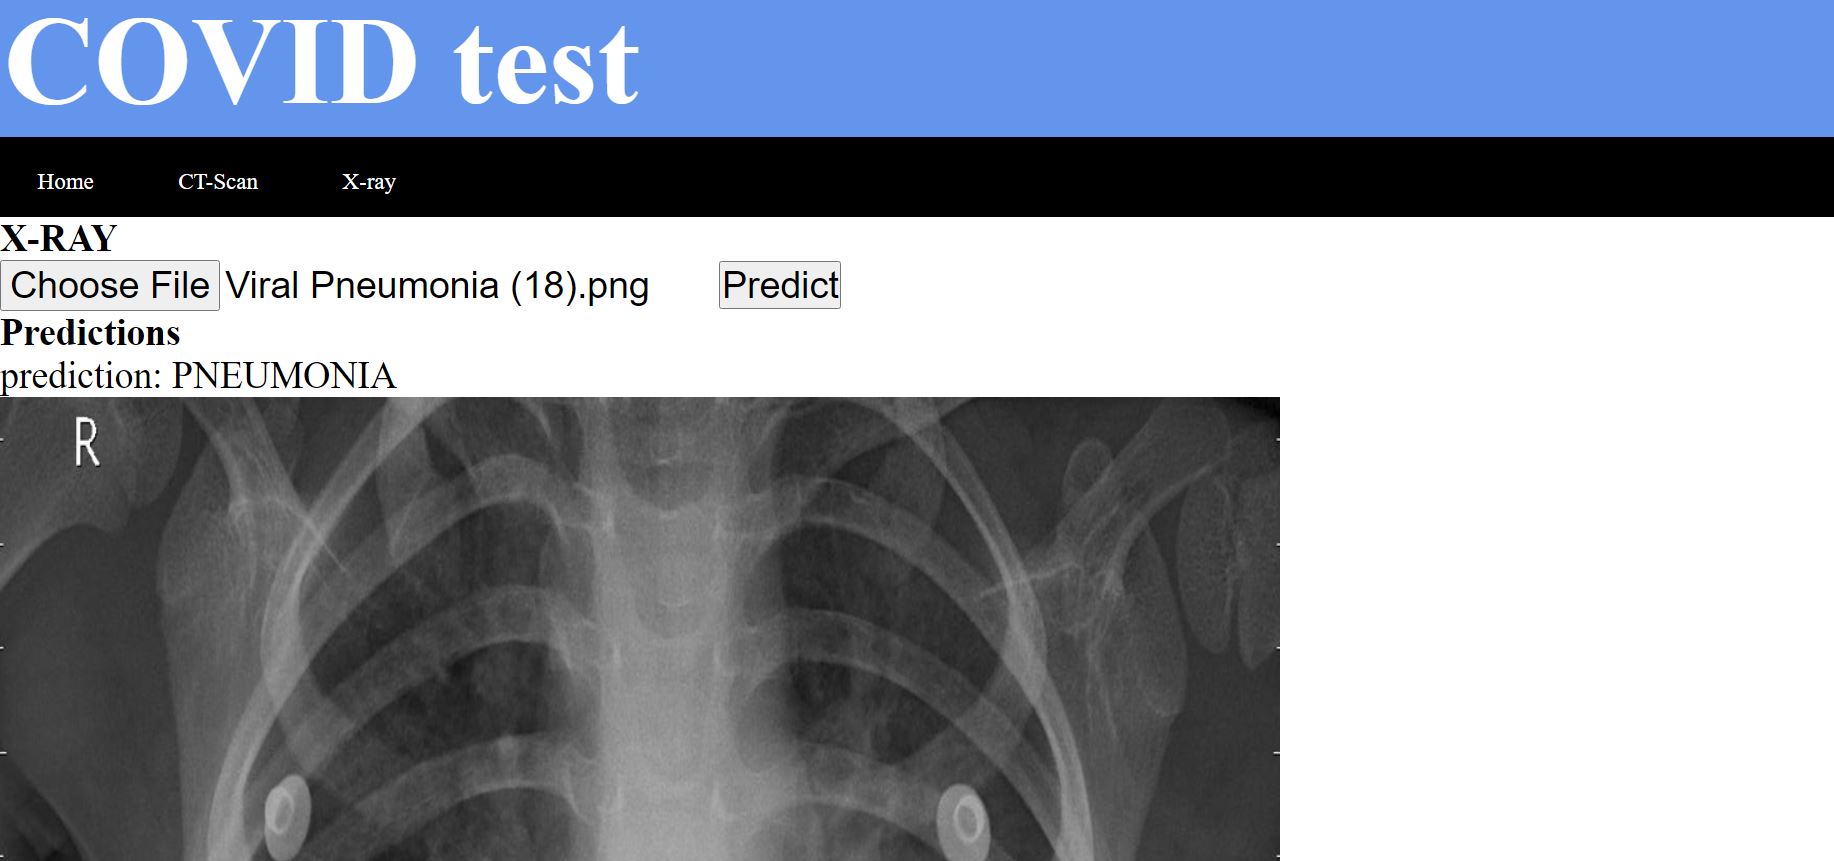 COVID test
Home CT-Scan X-ray
X-RAY
Choose File Viral Pneumonia (18).png Predict
Predictions
prediction: PNEUMONIA
R